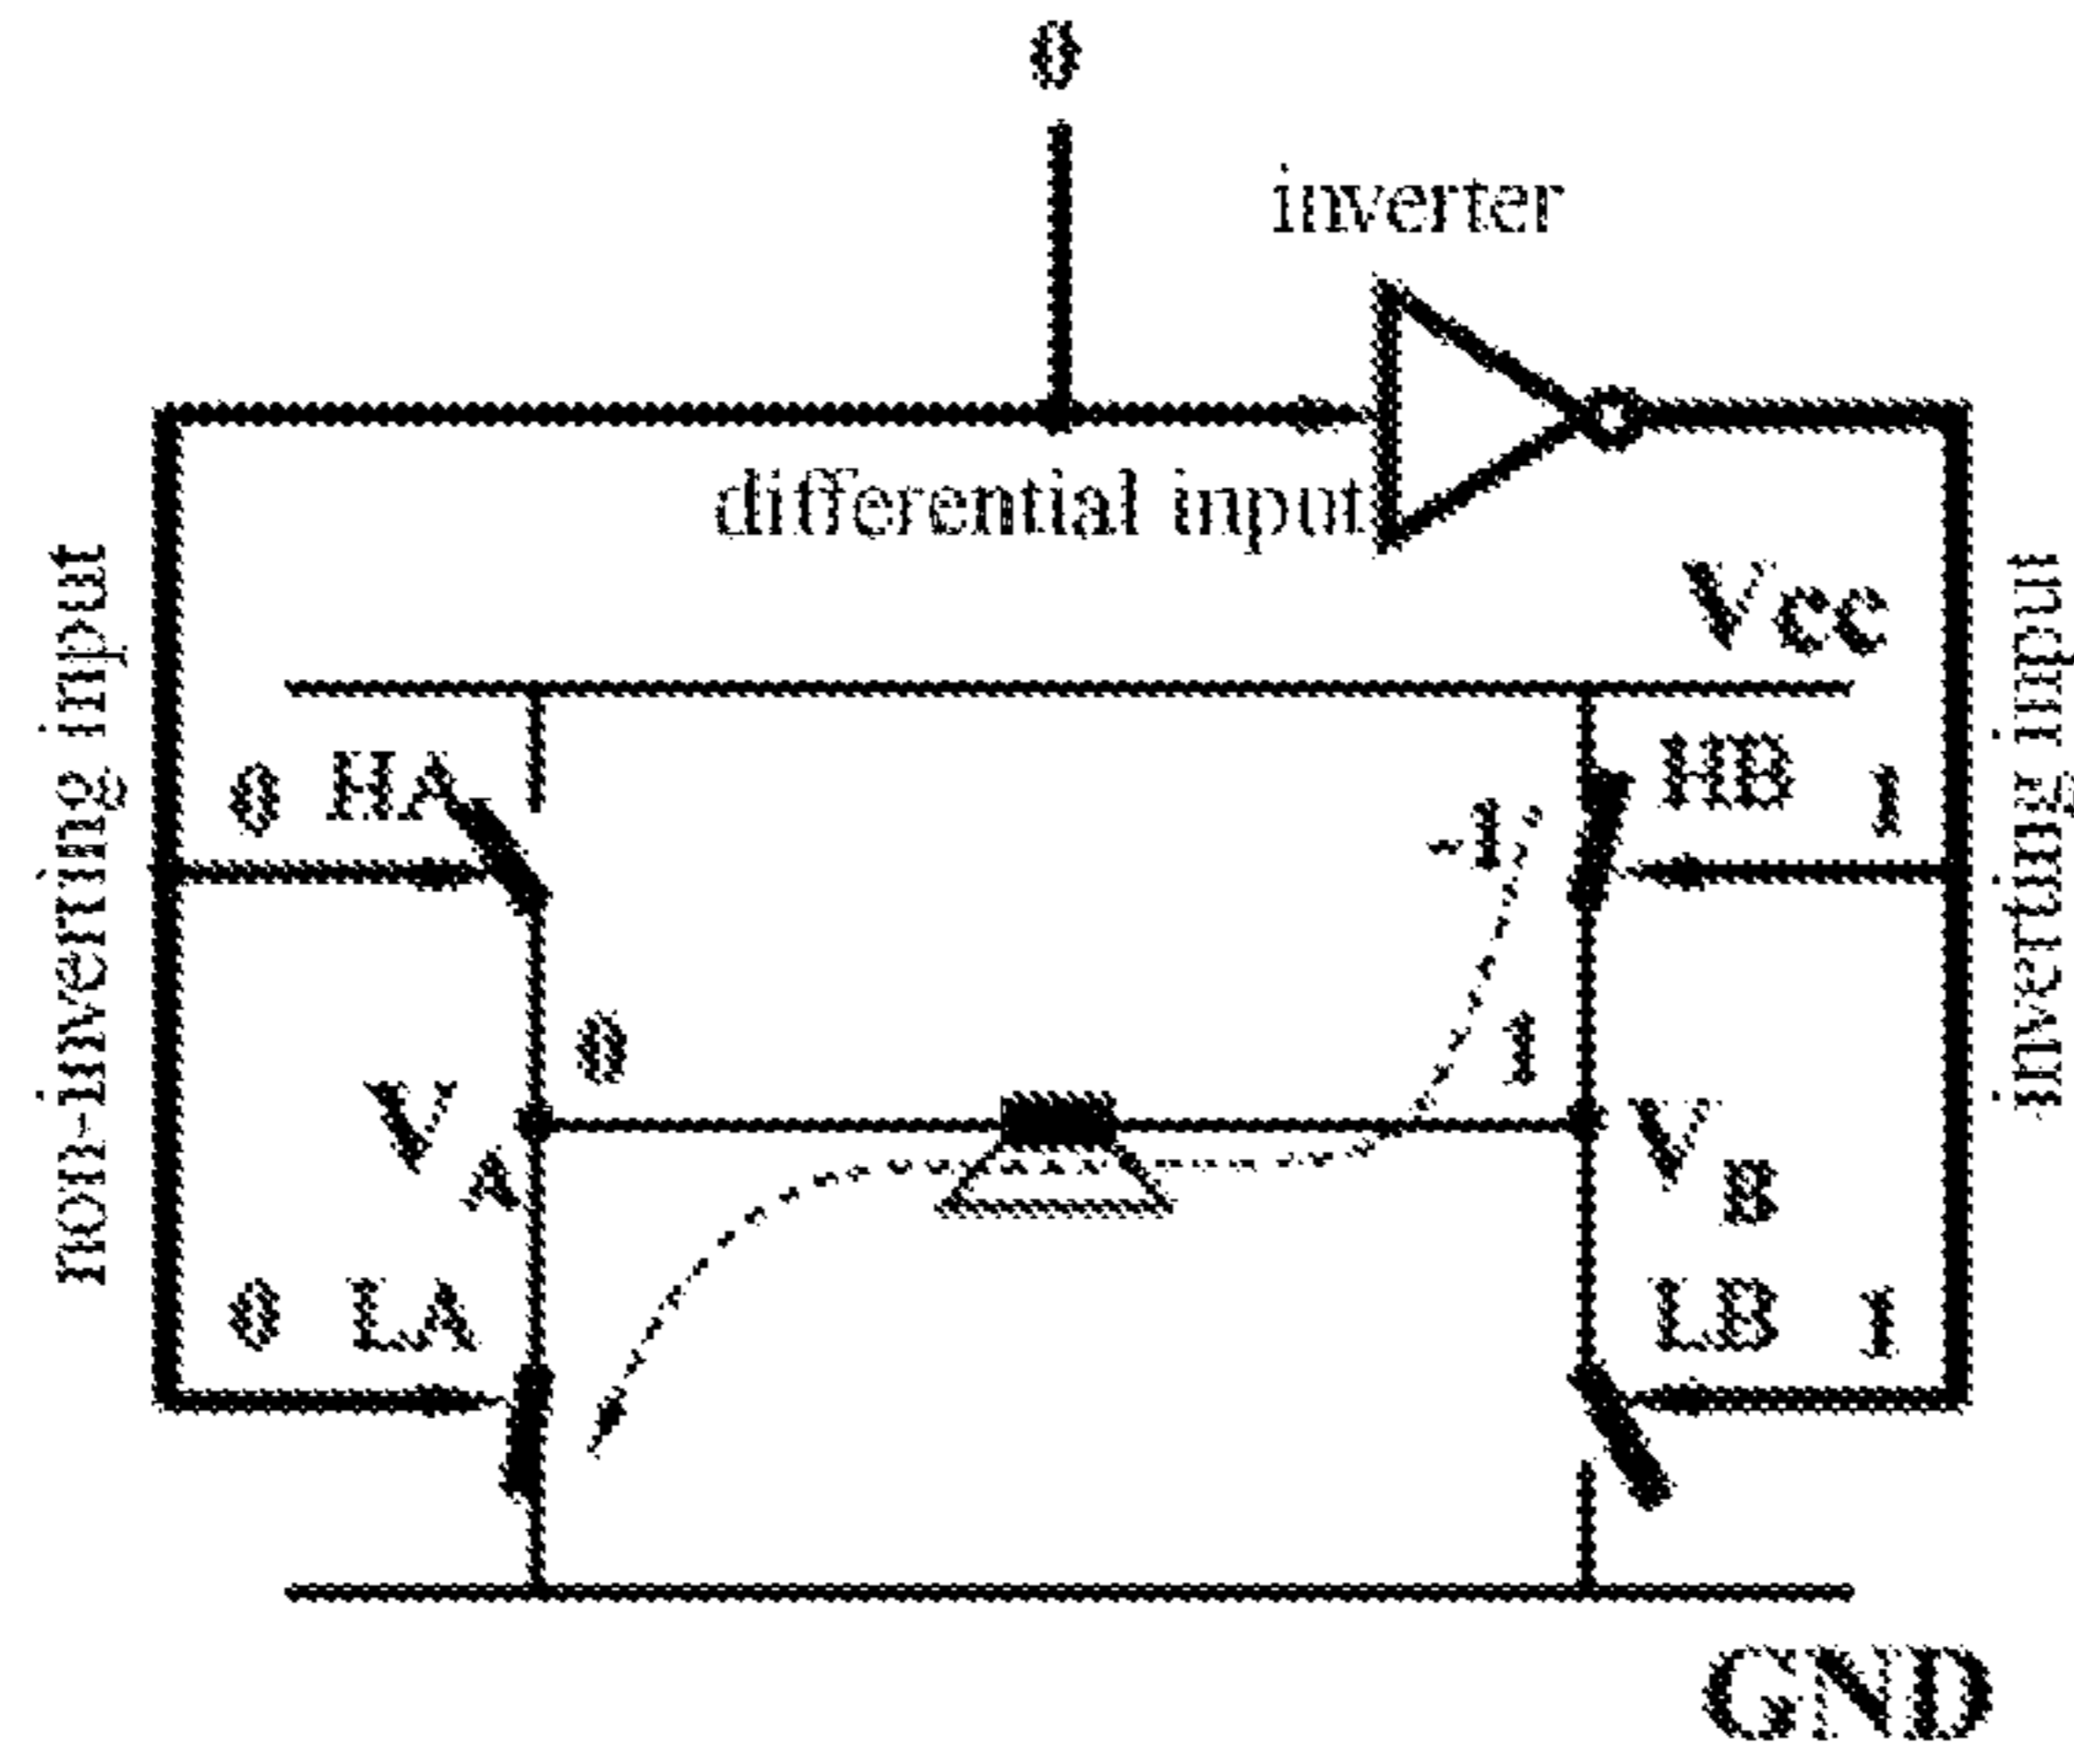 0
inverter
differential input
Vcc
non-inverting input
inverting input
0 HA
HB 1
-1
0
1
VA
VB
0 LA
LB 1
GND